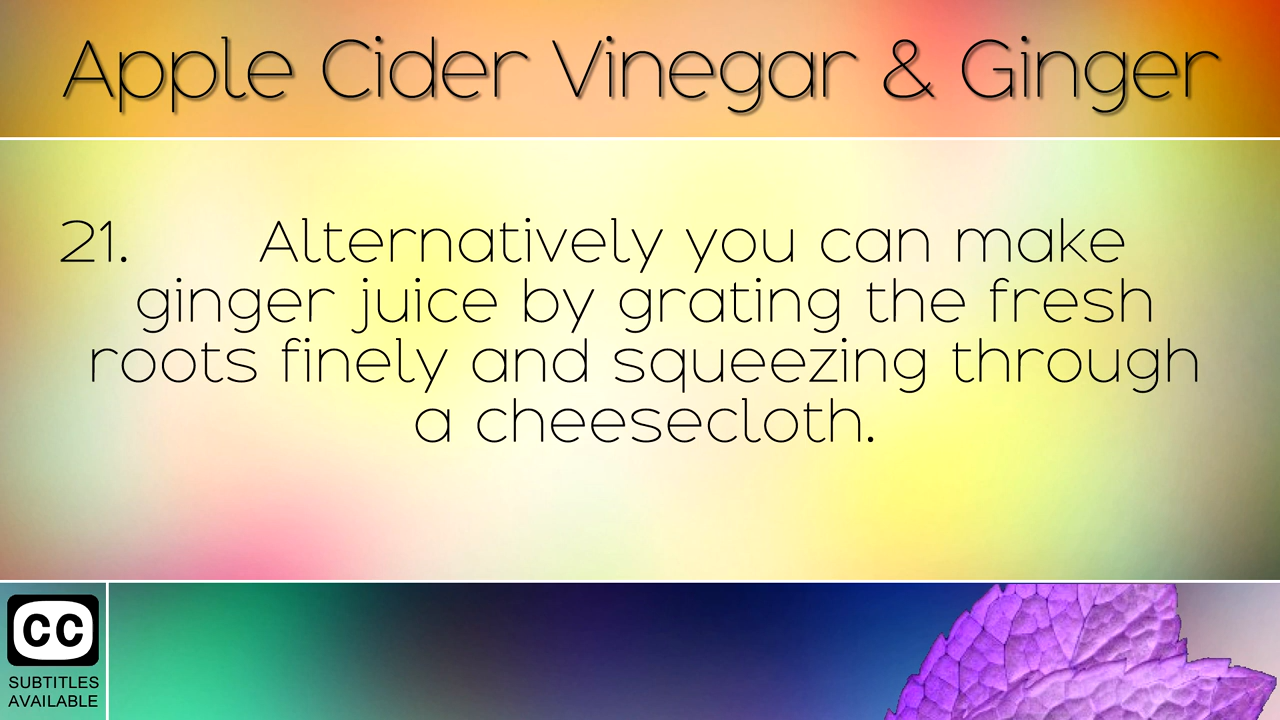 Apple Cider Vinegar & Ginger
21. Alternatively you can make
ginger juice by grating the fresh
roots finely and squeezing through
a cheesecloth.
CC
SUBTITLES
AVAILABLE